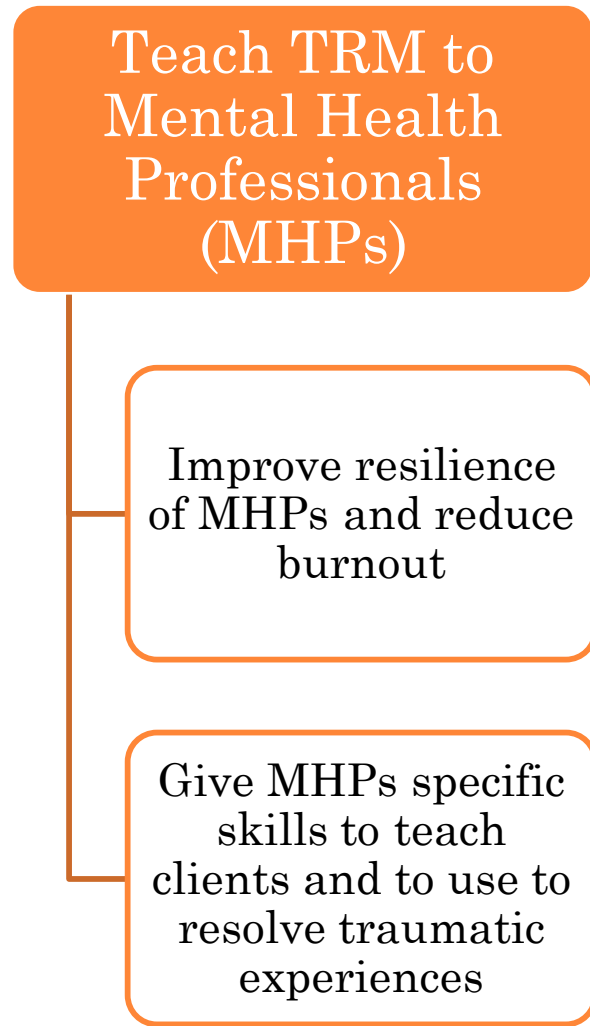 Teach TRM to
Mental Health
Professionals
(MHPs)
Improve resilience
of MHPs and reduce
burnout
Give MHPs specific
skills to teach
clients and to use to
resolve traumatic
experiences